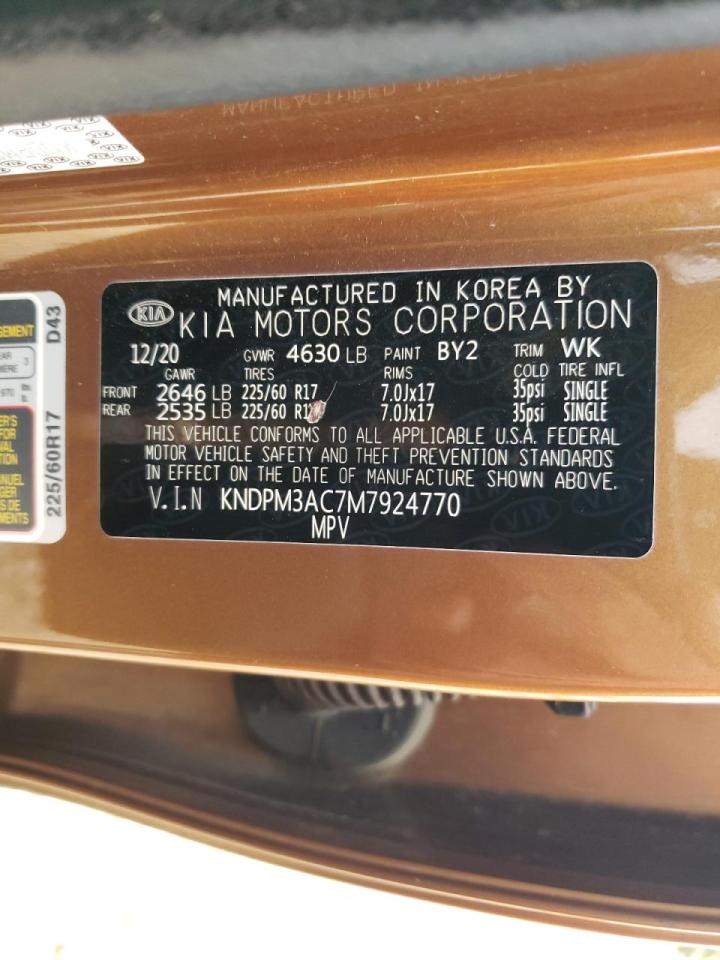 MANUFACTURED IN KOREA BY
KIA KIA MOTORS CORPORATION
12/20 GVWR 4630 LB PAINT BY2 TRIM WK
GAWR TIRES RIMS COLD TIRE INFL
FRONT 2646 LB 225/60 R17 7.0Jx17 35psi SINGLE
REAR 2535 LB 225/60 7.0Jx17 35psi SINGLE
THIS VEHICLE CONFORMS TO ALL APPLICABLE U.S.A. FEDERAL
MOTOR VEHICLE SAFETY AND THEFT PREVENTION STANDARDS
IN EFFECT ON THE DATE OF MANUFACTURE SHOWN ABOVE.
V.I.N KNDPM3AC7M7924770
MPV
225/60R17 D43